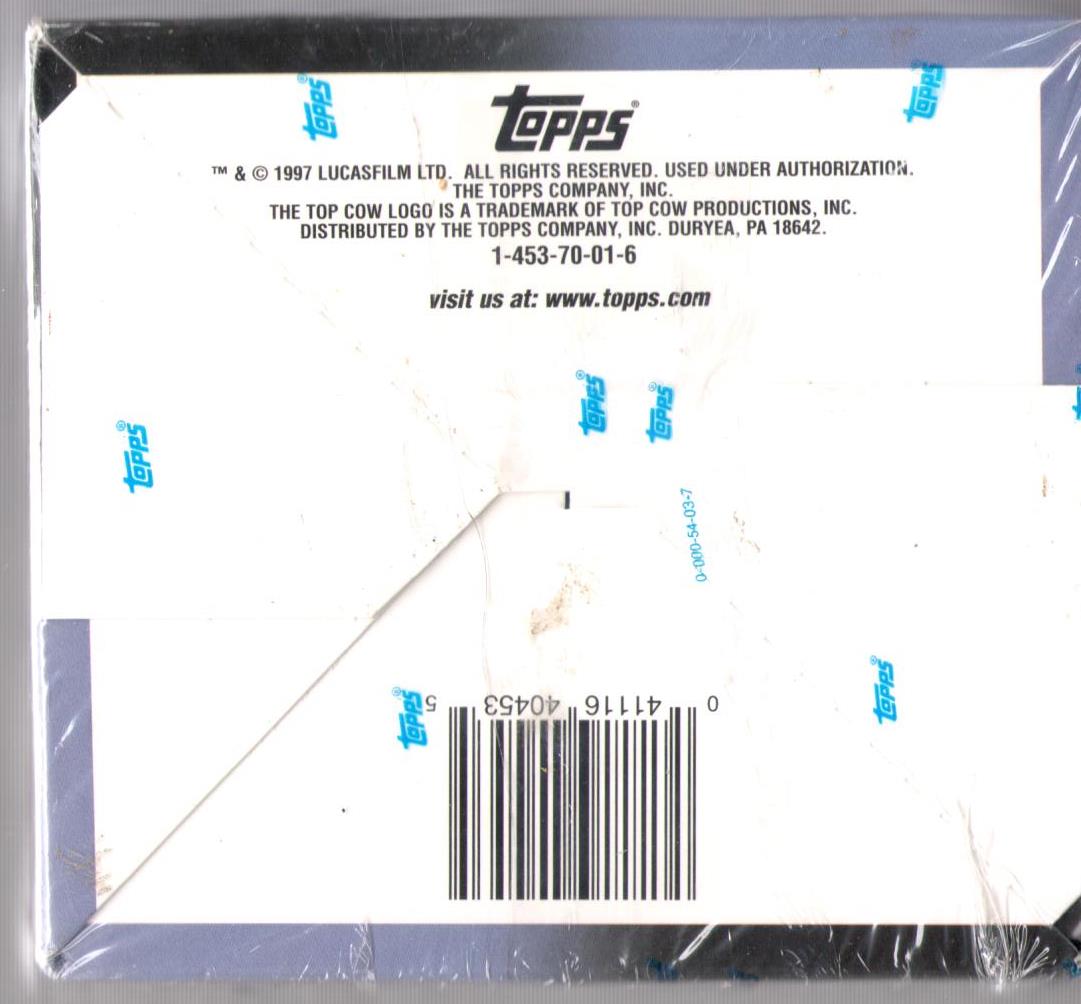 topps®
topps®
topps®
™ & © 1997 LUCASFILM LTD. ALL RIGHTS RESERVED. USED UNDER AUTHORIZATION.
THE TOPPS COMPANY, INC.
THE TOP COW LOGO IS A TRADEMARK OF TOP COW PRODUCTIONS, INC.
DISTRIBUTED BY THE TOPPS COMPANY, INC. DURYEA, PA 18642.
1-453-70-01-6
visit us at: www.topps.com
topps®
topps®
topps®
0-000-54-03-7
topps®
topps®
0 41116 40453 5